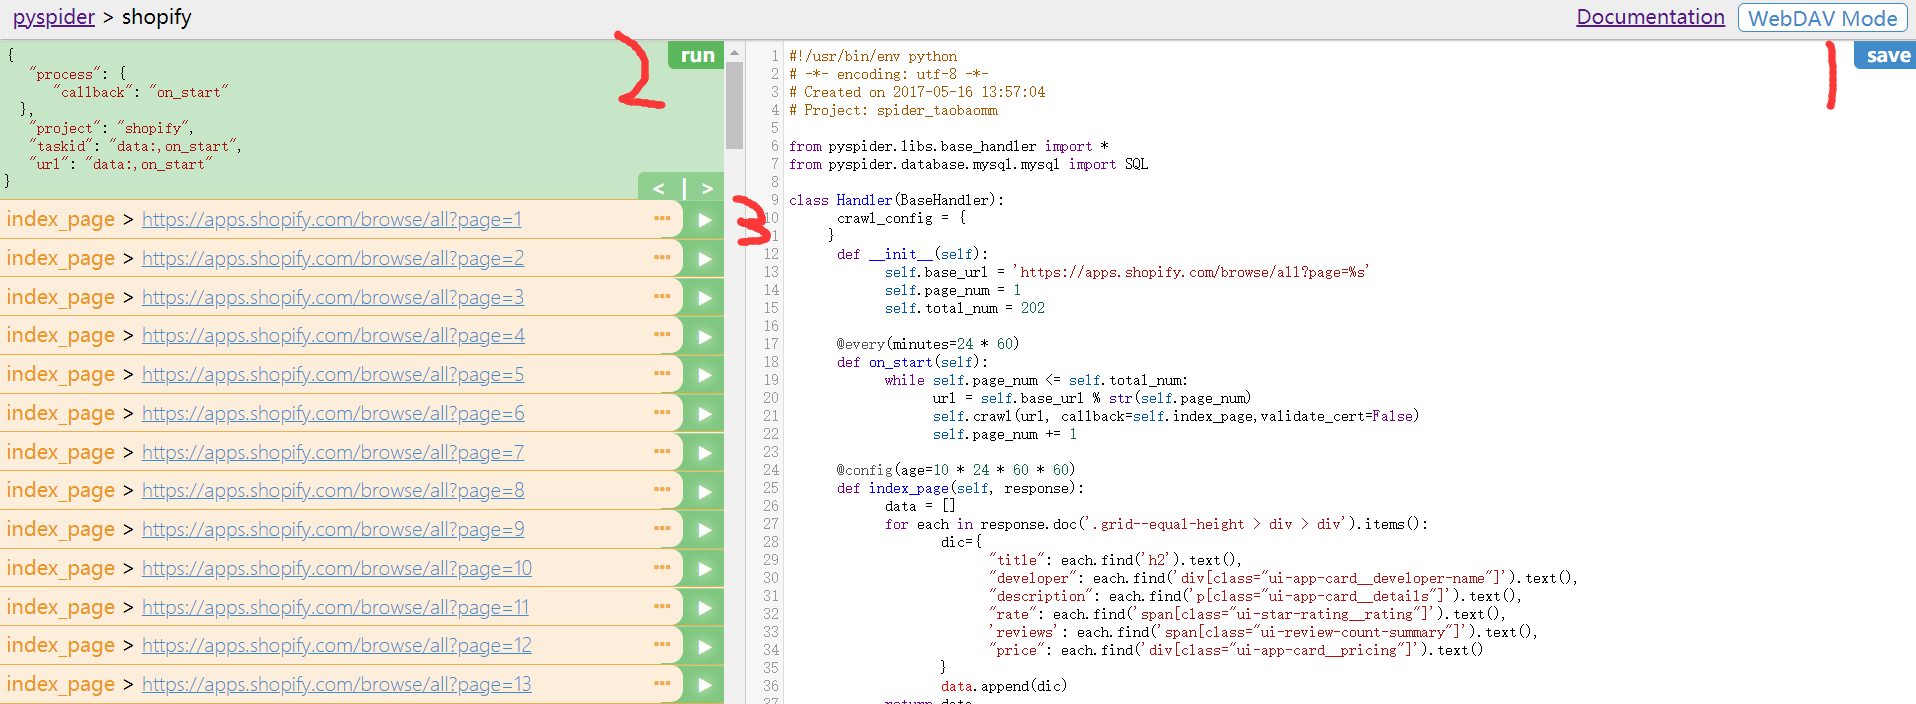 pyspider > shopify
Documentation
WebDAV Mode
{
"process": {
"callback": "on_start"
},
"project": "shopify",
"taskid": "data:,on_start",
"url": "data:,on_start"
}
2
run
< | >
index_page > https://apps.shopify.com/browse/all?page=1 ...
index_page > https://apps.shopify.com/browse/all?page=2 ...
index_page > https://apps.shopify.com/browse/all?page=3 ...
index_page > https://apps.shopify.com/browse/all?page=4 ...
index_page > https://apps.shopify.com/browse/all?page=5 ...
index_page > https://apps.shopify.com/browse/all?page=6 ...
index_page > https://apps.shopify.com/browse/all?page=7 ...
index_page > https://apps.shopify.com/browse/all?page=8 ...
index_page > https://apps.shopify.com/browse/all?page=9 ...
index_page > https://apps.shopify.com/browse/all?page=10 ...
index_page > https://apps.shopify.com/browse/all?page=11 ...
index_page > https://apps.shopify.com/browse/all?page=12 ...
index_page > https://apps.shopify.com/browse/all?page=13 ...
3
1
save
1 #!/usr/bin/env python
2 # -*- encoding: utf-8 -*-
3 # Created on 2017-05-16 13:57:04
4 # Project: spider_taobaomm
5
6 from pyspider.libs.base_handler import *
7 from pyspider.database.mysql.mysql import SQL
8
9 class Handler(BaseHandler):
10 crawl_config = {
11 }
12 def __init__(self):
13 self.base_url = 'https://apps.shopify.com/browse/all?page=%s'
14 self.page_num = 1
15 self.total_num = 202
16
17 @every(minutes=24 * 60)
18 def on_start(self):
19 while self.page_num <= self.total_num:
20 url = self.base_url % str(self.page_num)
21 self.crawl(url, callback=self.index_page,validate_cert=False)
22 self.page_num += 1
23
24 @config(age=10 * 24 * 60 * 60)
25 def index_page(self, response):
26 data = []
27 for each in response.doc('.grid--equal-height > div > div').items():
28 dic={
29 "title": each.find('h2').text(),
30 "developer": each.find('div[class="ui-app-card__developer-name"]').text(),
31 "description": each.find('p[class="ui-app-card__details"]').text(),
32 "rate": each.find('span[class="ui-star-rating__rating"]').text(),
33 'reviews': each.find('span[class="ui-review-count-summary"]').text(),
34 "price": each.find('div[class="ui-app-card__pricing"]').text()
35 }
36 data.append(dic)
37 return data